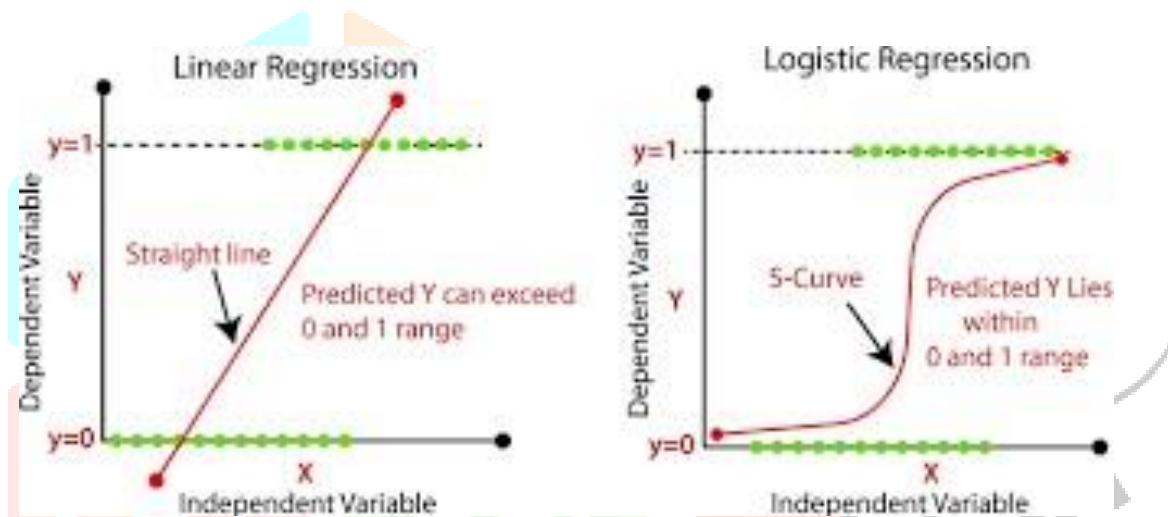 Linear Regression
y=1
Dependent Variable
Y
Straight line
Predicted Y can exceed
0 and 1 range
y=0
X
Independent Variable
Logistic Regression
y=1
Dependent Variable
Y
S-Curve
Predicted Y Lies
within
0 and 1 range
y=0
X
Independent Variable